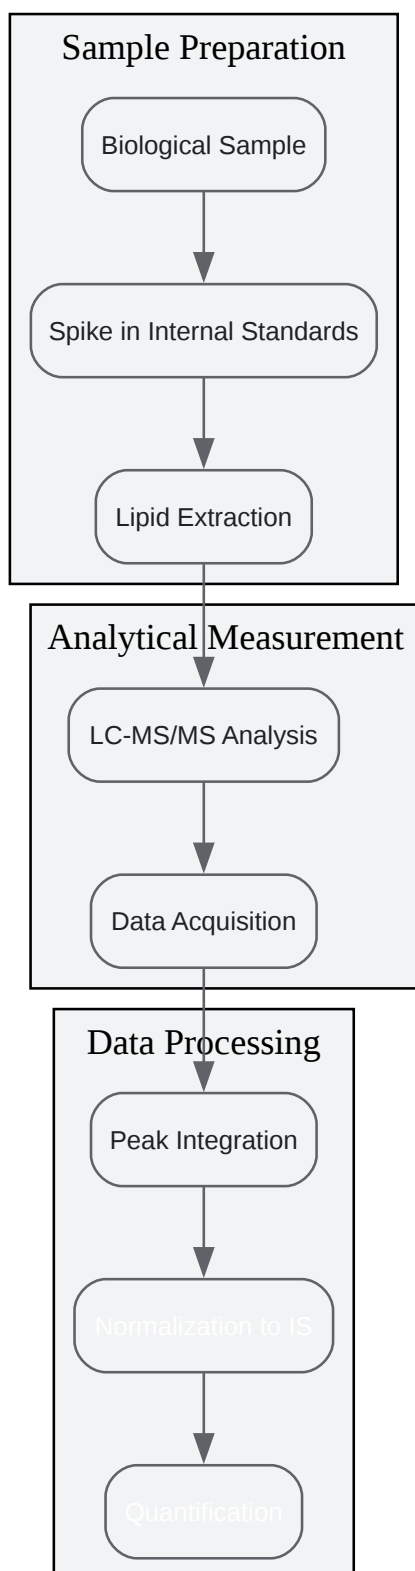 Sample Preparation
Biological Sample
Spike in Internal Standards
Lipid Extraction
Analytical Measurement
LC-MS/MS Analysis
Data Acquisition
Data Processing
Peak Integration
Normalization to IS
Quantification